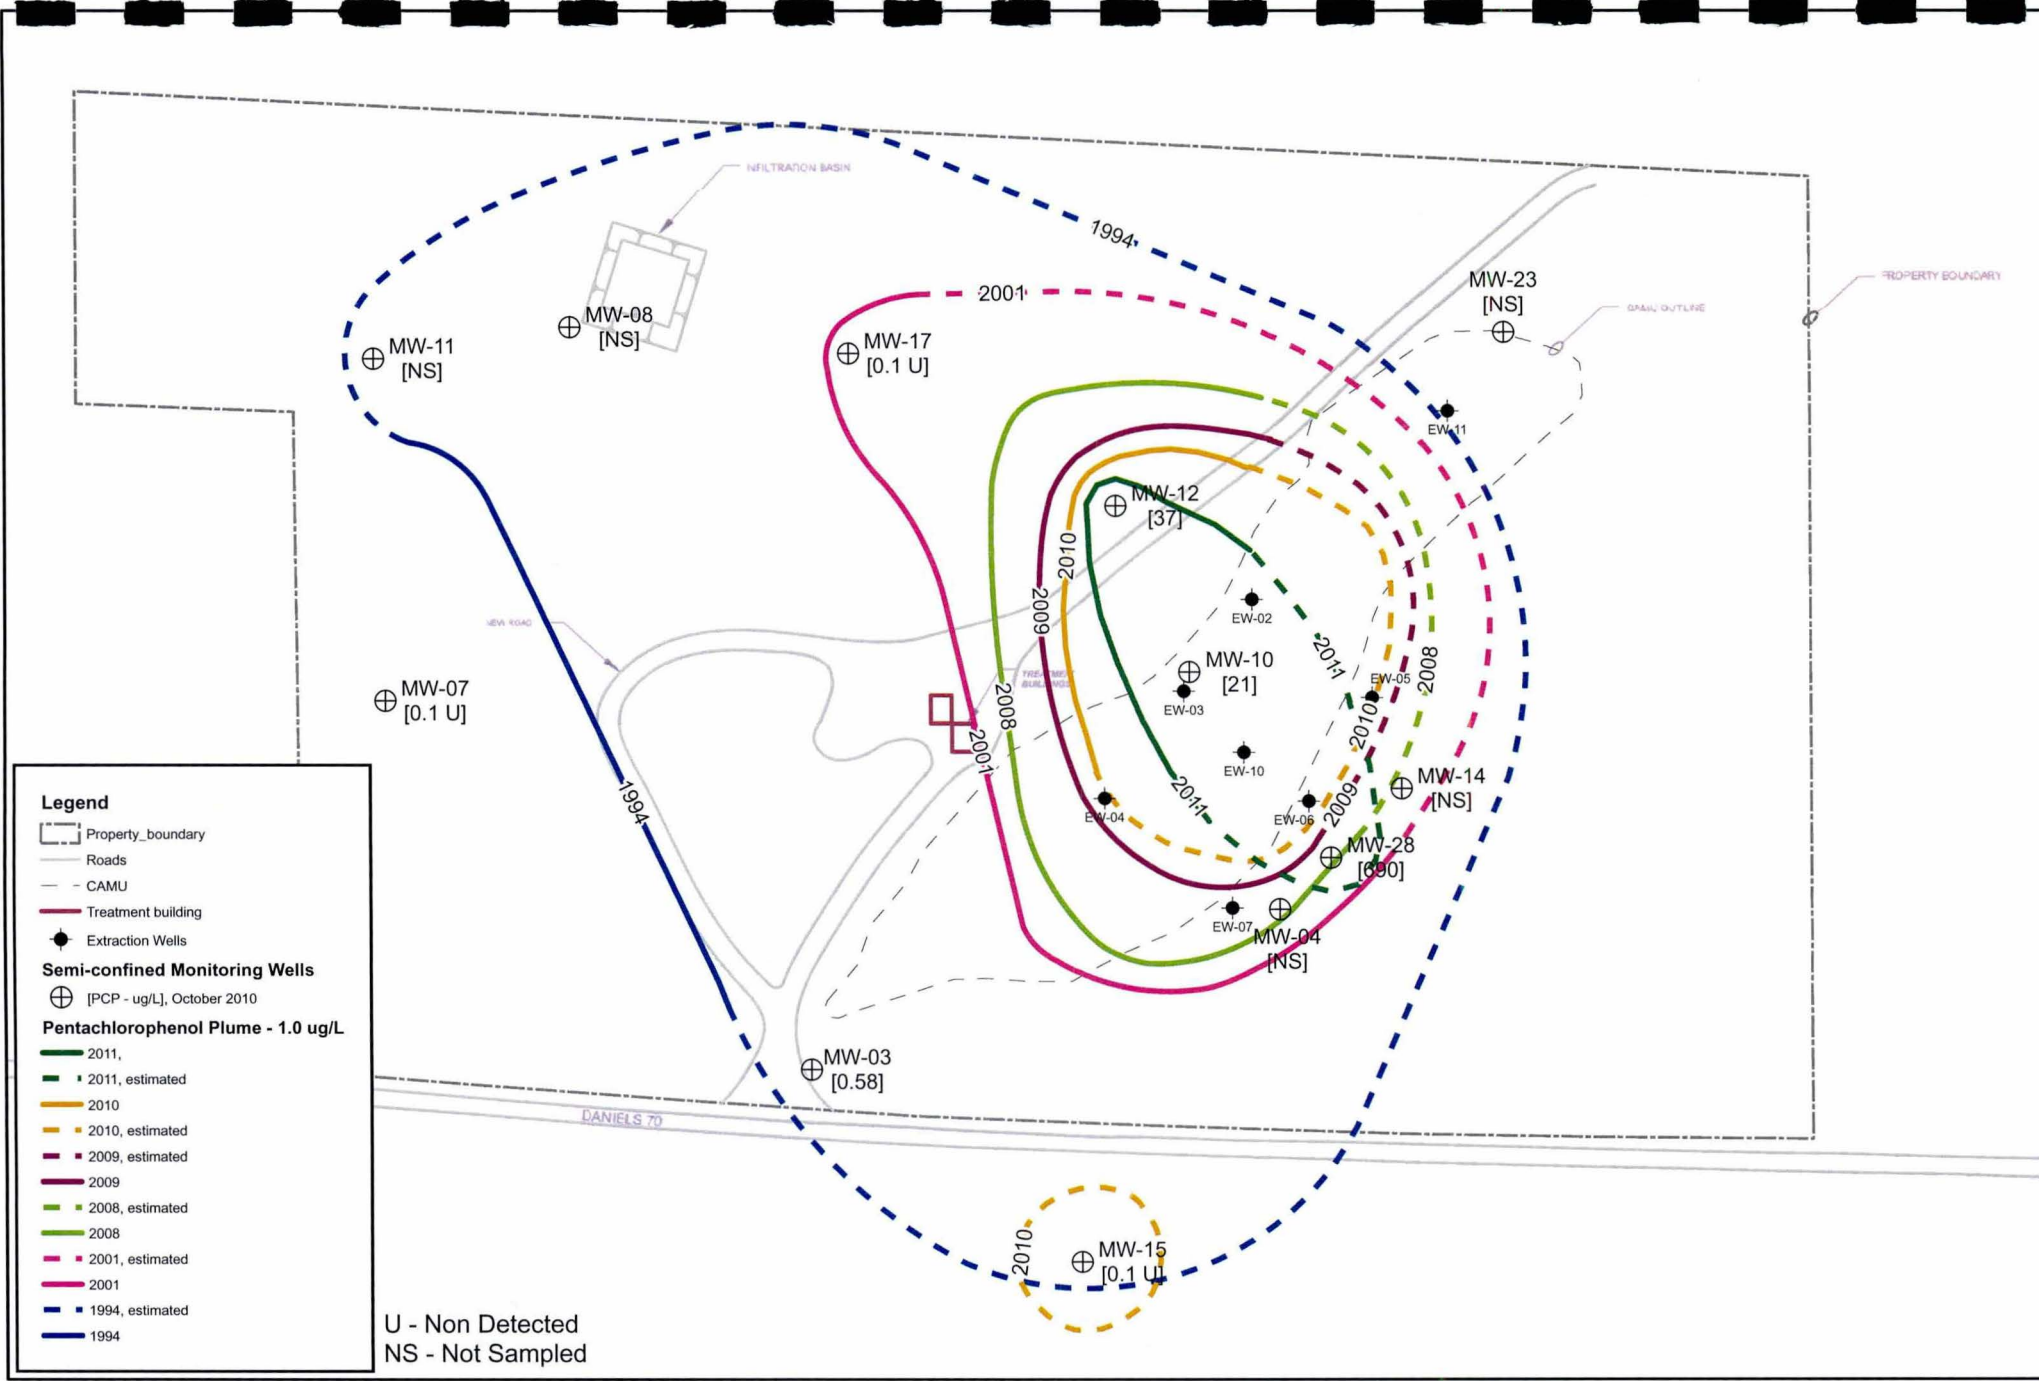 INFILTRATION BASIN
1994
MW-23
[NS]
PROPERTY BOUNDARY
CAMU OUTLINE
2001
MW-08
[NS]
MW-11
[NS]
MW-17
[0.1 U]
EW-11
MW-12
[37]
2010
2009
EW-02
NEW ROAD
2011
2008
MW-10
[21]
EW-03
EW-05
TREATMENT
BUILDINGS
MW-07
[0.1 U]
2008
2010
2001
EW-10
MW-14
[NS]
1994
2011
EW-04
EW-06
2009
MW-28
[690]
EW-07
MW-04
[NS]
MW-03
[0.58]
DANIELS 70
2010
MW-15
[0.1 U]
Legend
Property_boundary
Roads
CAMU
Treatment building
Extraction Wells
Semi-confined Monitoring Wells
[PCP - ug/L], October 2010
Pentachlorophenol Plume - 1.0 ug/L
2011,
2011, estimated
2010
2010, estimated
2009, estimated
2009
2008, estimated
2008
2001, estimated
2001
1994, estimated
1994
U - Non Detected
NS - Not Sampled